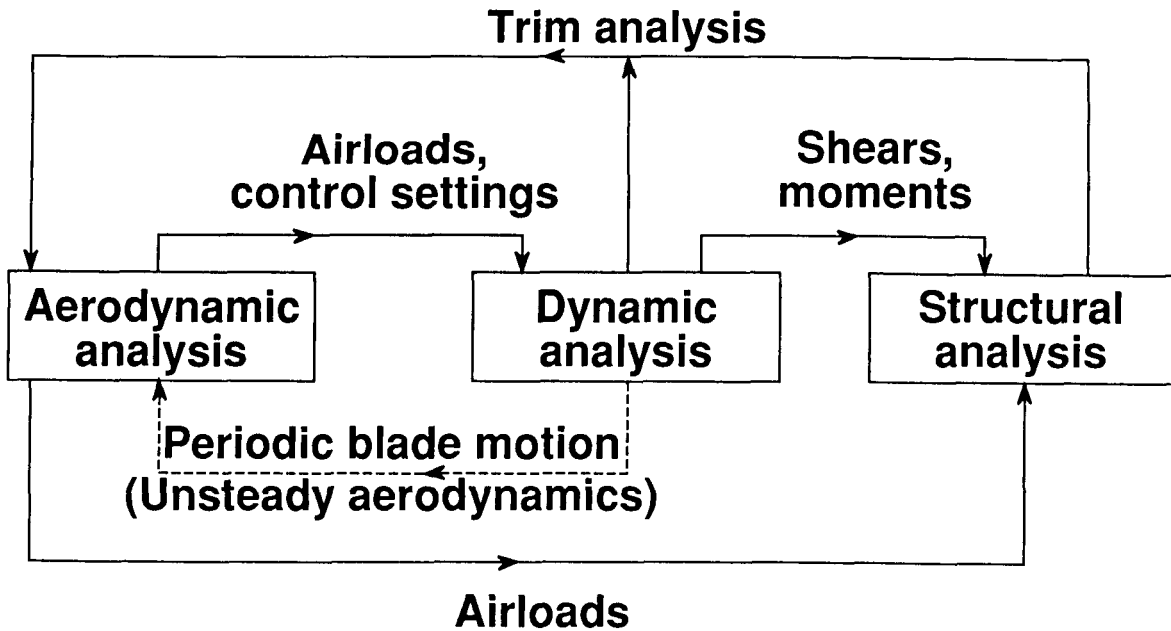 Trim analysis
Airloads,
control settings
Shears,
moments
Aerodynamic
analysis
Dynamic
analysis
Structural
analysis
Periodic blade motion
(Unsteady aerodynamics)
Airloads